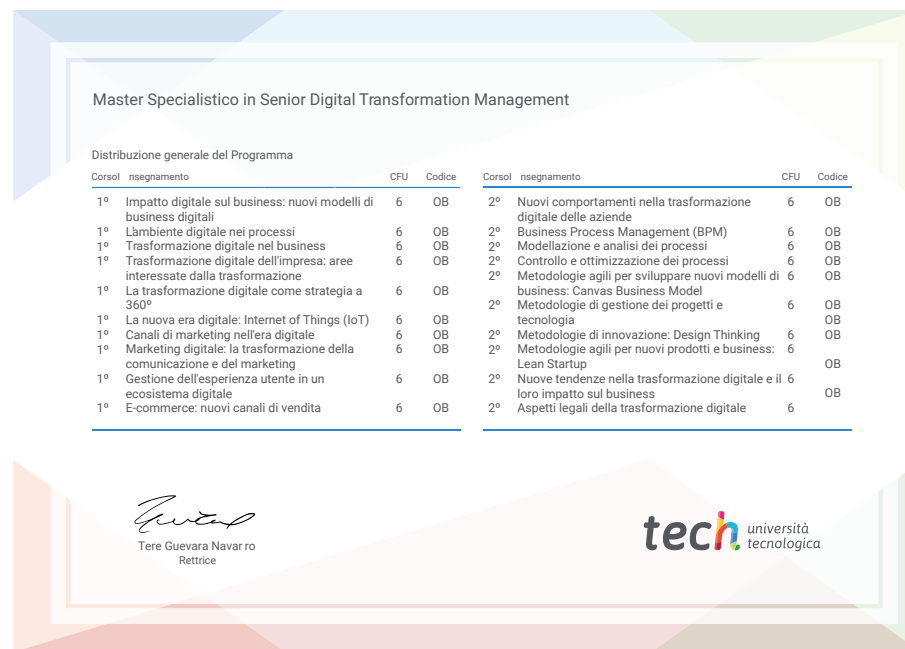 Master Specialistico in Senior Digital Transformation Management
Distribuzione generale del Programma
Corsol nsegnamento CFU Codice
1º Impatto digitale sul business: nuovi modelli di 6 OB
business digitali
1º L'ambiente digitale nei processi 6 OB
1º Trasformazione digitale nel business 6 OB
1º Trasformazione digitale dell'impresa: aree 6 OB
interessate dalla trasformazione
1º La trasformazione digitale come strategia a 6 OB
360º
1º La nuova era digitale: Internet of Things (IoT) 6 OB
1º Canali di marketing nell'era digitale 6 OB
1º Marketing digitale: la trasformazione della 6 OB
comunicazione e del marketing
1º Gestione dell'esperienza utente in un 6 OB
ecosistema digitale
1º E-commerce: nuovi canali di vendita 6 OB
Corsol nsegnamento CFU Codice
2º Nuovi comportamenti nella trasformazione 6 OB
digitale delle aziende
2º Business Process Management (BPM) 6 OB
2º Modellazione e analisi dei processi 6 OB
2º Controllo e ottimizzazione dei processi 6 OB
2º Metodologie agili per sviluppare nuovi modelli di 6 OB
business: Canvas Business Model
2º Metodologie di gestione dei progetti e 6 OB
tecnologia OB
2º Metodologie di innovazione: Design Thinking 6 OB
2º Metodologie agili per nuovi prodotti e business: 6
Lean Startup OB
2º Nuove tendenze nella trasformazione digitale e il 6
loro impatto sul business OB
2º Aspetti legali della trasformazione digitale 6
Tere Guevara Navar ro
Rettrice
tech università
tecnologica